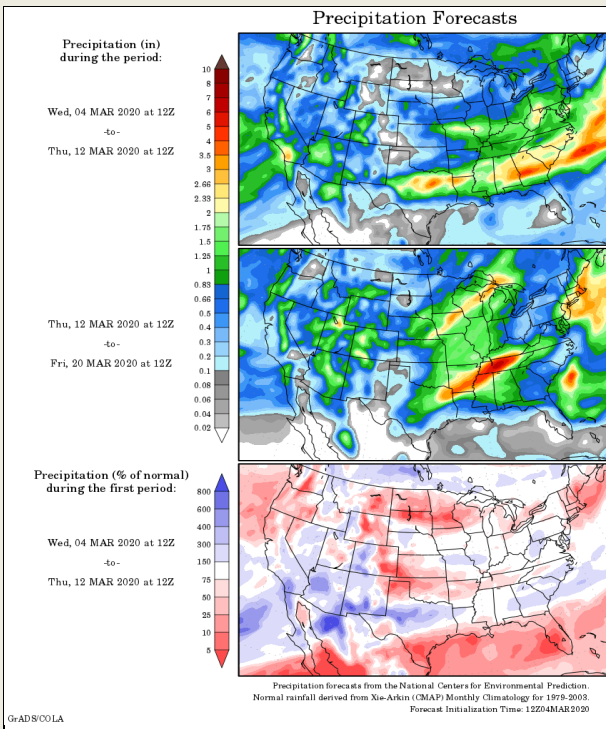 Precipitation Forecasts
Precipitation (in)
during the period:
Wed, 04 MAR 2020 at 12Z
-to-
Thu, 12 MAR 2020 at 12Z
10
8
7
6
5
4
3.5
3
2.66
2.33
2
1.75
1.5
1.25
1
0.83
0.66
0.5
0.4
0.3
0.2
0.1
0.08
0.06
0.04
0.02
Thu, 12 MAR 2020 at 12Z
-to-
Fri, 20 MAR 2020 at 12Z
Precipitation (% of normal)
during the first period:
Wed, 04 MAR 2020 at 12Z
-to-
Thu, 12 MAR 2020 at 12Z
800
600
400
300
150
75
50
25
10
5
Precipitation forecasts from the National Centers for Environmental Prediction.
Normal rainfall derived from Xie-Arkin (CMAP) Monthly Climatology for 1979-2003.
Forecast Initialization Time: 12Z04MAR2020
GrADS/COLA